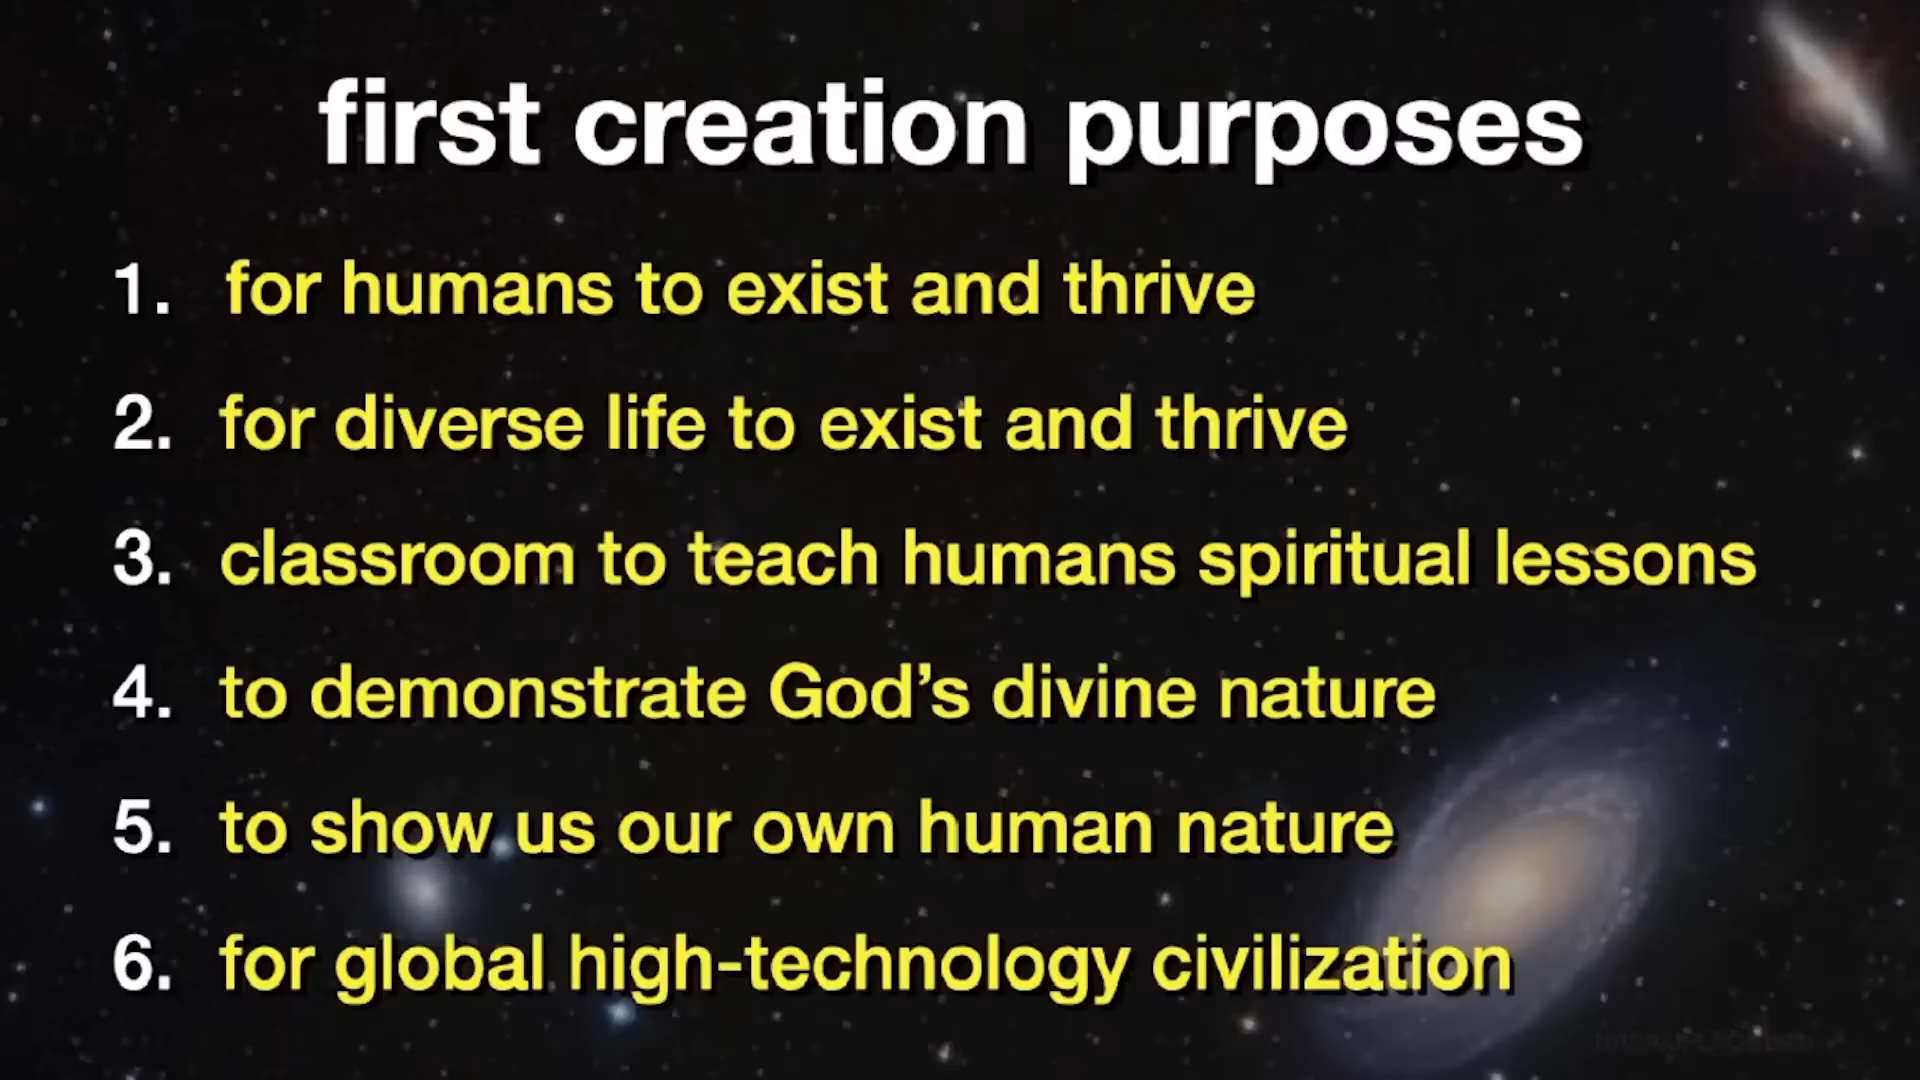 first creation purposes
1. for humans to exist and thrive
2. for diverse life to exist and thrive
3. classroom to teach humans spiritual lessons
4. to demonstrate God’s divine nature
5. to show us our own human nature
6. for global high-technology civilization